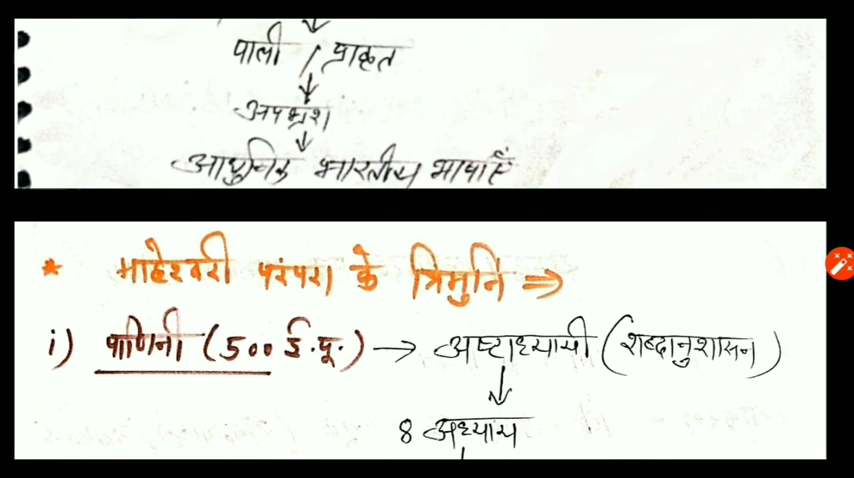 ↓
पाली / प्राकृत
↓
अपभ्रंश
↓
आधुनिक भारतीय भाषाएँ
* माहेश्वरी परंपरा के त्रिमुनि ⇒
i) पाणिनी (500 ई.पू.) → अष्टाध्यायी (शब्दानुशासन)
↓
8 अध्याय